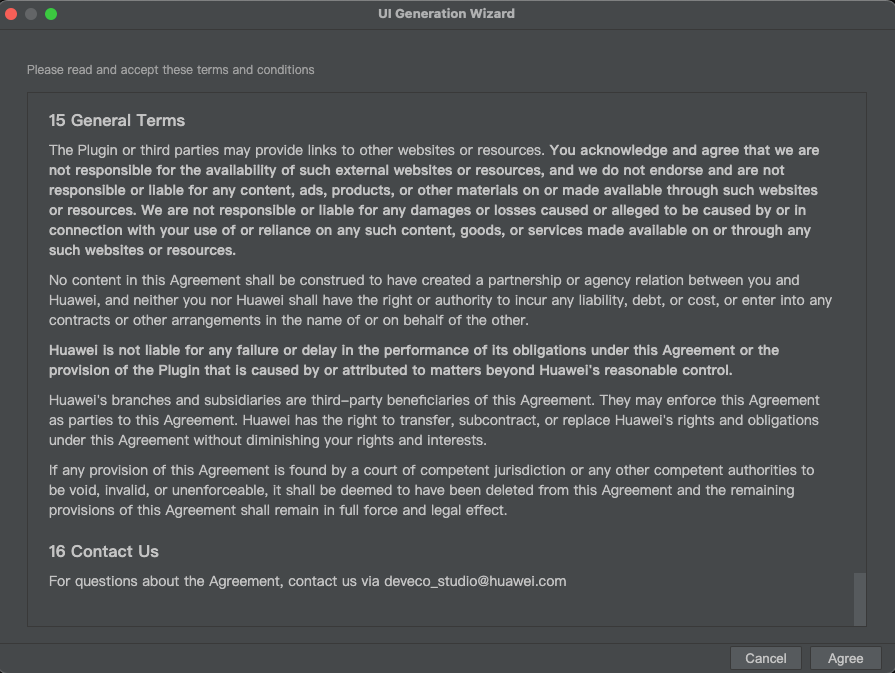 UI Generation Wizard
Please read and accept these terms and conditions
15 General Terms
The Plugin or third parties may provide links to other websites or resources. You acknowledge and agree that we are
not responsible for the availability of such external websites or resources, and we do not endorse and are not
responsible or liable for any content, ads, products, or other materials on or made available through such websites
or resources. We are not responsible or liable for any damages or losses caused or alleged to be caused by or in
connection with your use of or reliance on any such content, goods, or services made available on or through any
such websites or resources.
No content in this Agreement shall be construed to have created a partnership or agency relation between you and
Huawei, and neither you nor Huawei shall have the right or authority to incur any liability, debt, or cost, or enter into any
contracts or other arrangements in the name of or on behalf of the other.
Huawei is not liable for any failure or delay in the performance of its obligations under this Agreement or the
provision of the Plugin that is caused by or attributed to matters beyond Huawei's reasonable control.
Huawei's branches and subsidiaries are third-party beneficiaries of this Agreement. They may enforce this Agreement
as parties to this Agreement. Huawei has the right to transfer, subcontract, or replace Huawei's rights and obligations
under this Agreement without diminishing your rights and interests.
If any provision of this Agreement is found by a court of competent jurisdiction or any other competent authorities to
be void, invalid, or unenforceable, it shall be deemed to have been deleted from this Agreement and the remaining
provisions of this Agreement shall remain in full force and legal effect.
16 Contact Us
For questions about the Agreement, contact us via deveco_studio@huawei.com
Cancel
Agree